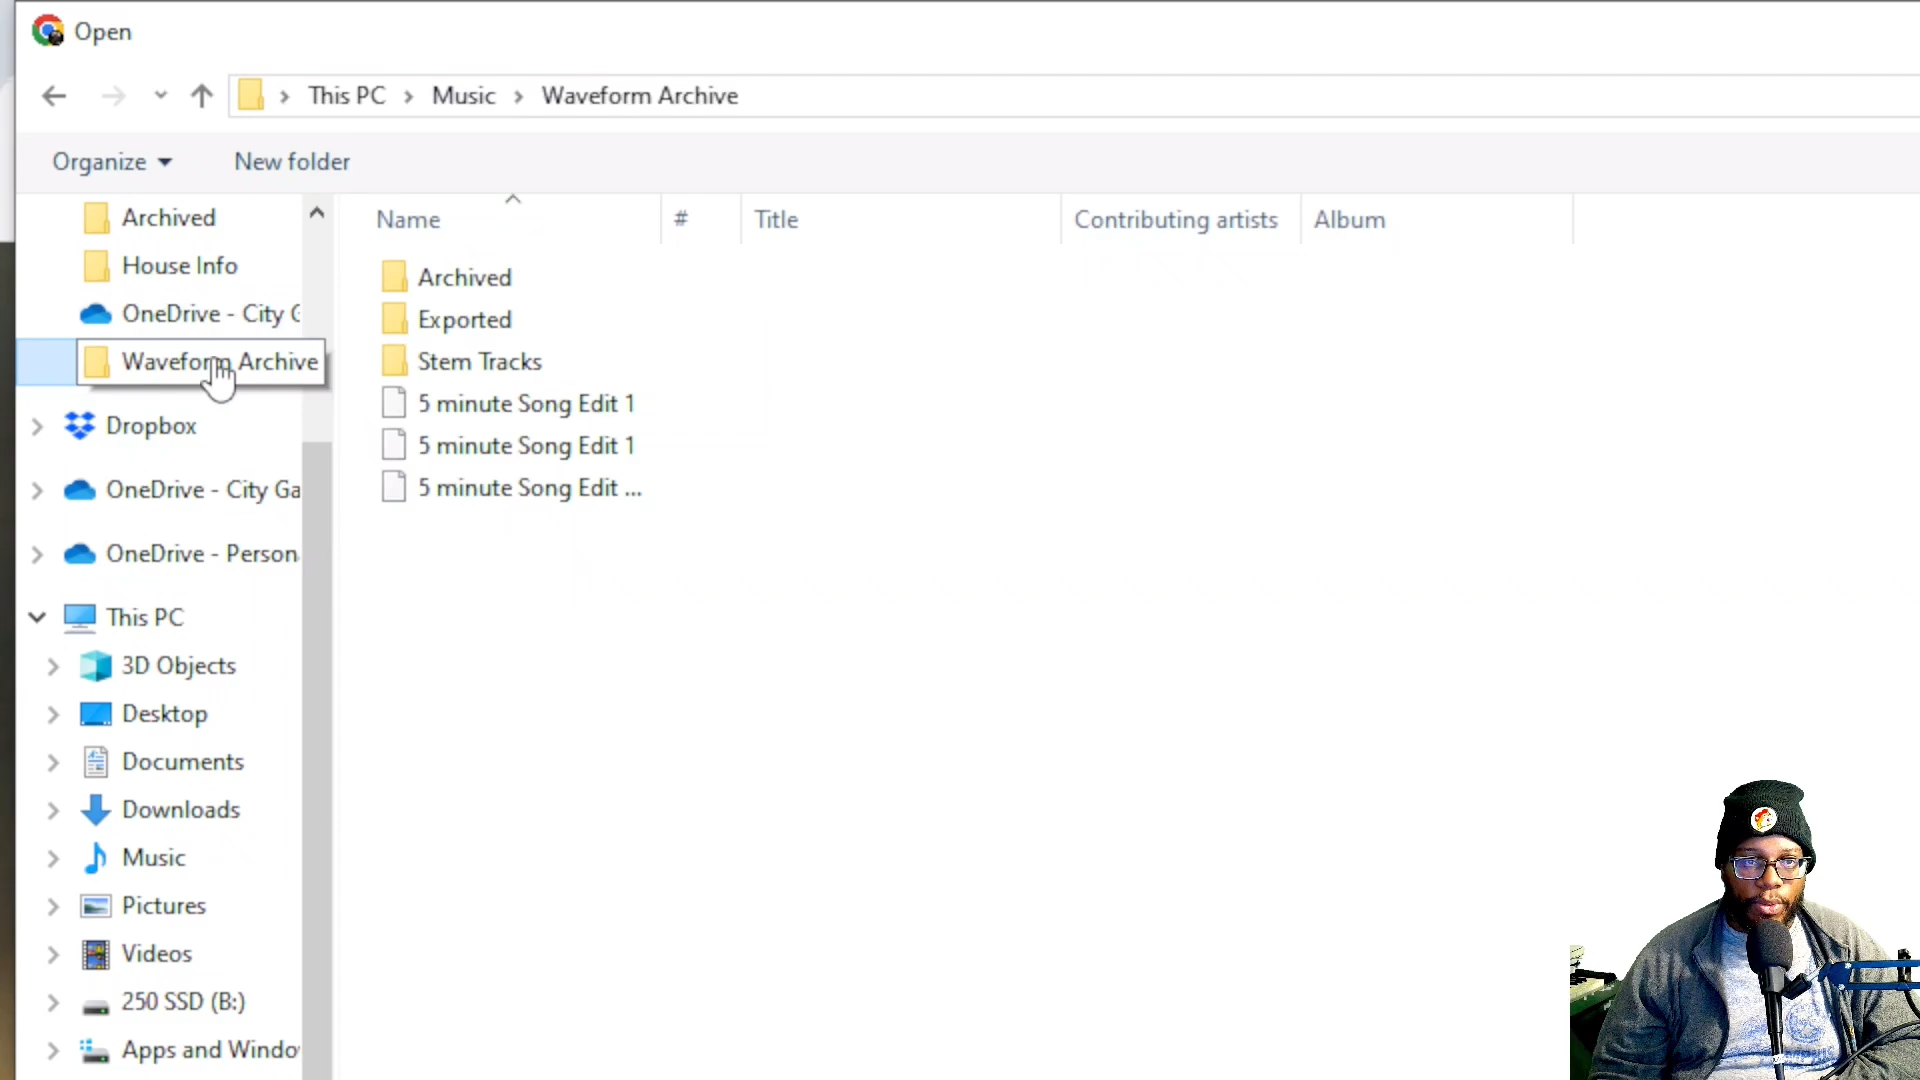 Open
This PC > Music > Waveform Archive
Organize
New folder
Archived
House Info
OneDrive - City G
Waveform Archive
Dropbox
OneDrive - City Ga
OneDrive - Person
This PC
3D Objects
Desktop
Documents
Downloads
Music
Pictures
Videos
250 SSD (B:)
Apps and Windo
Name # Title Contributing artists Album
Archived
Exported
Stem Tracks
5 minute Song Edit 1
5 minute Song Edit 1
5 minute Song Edit ...